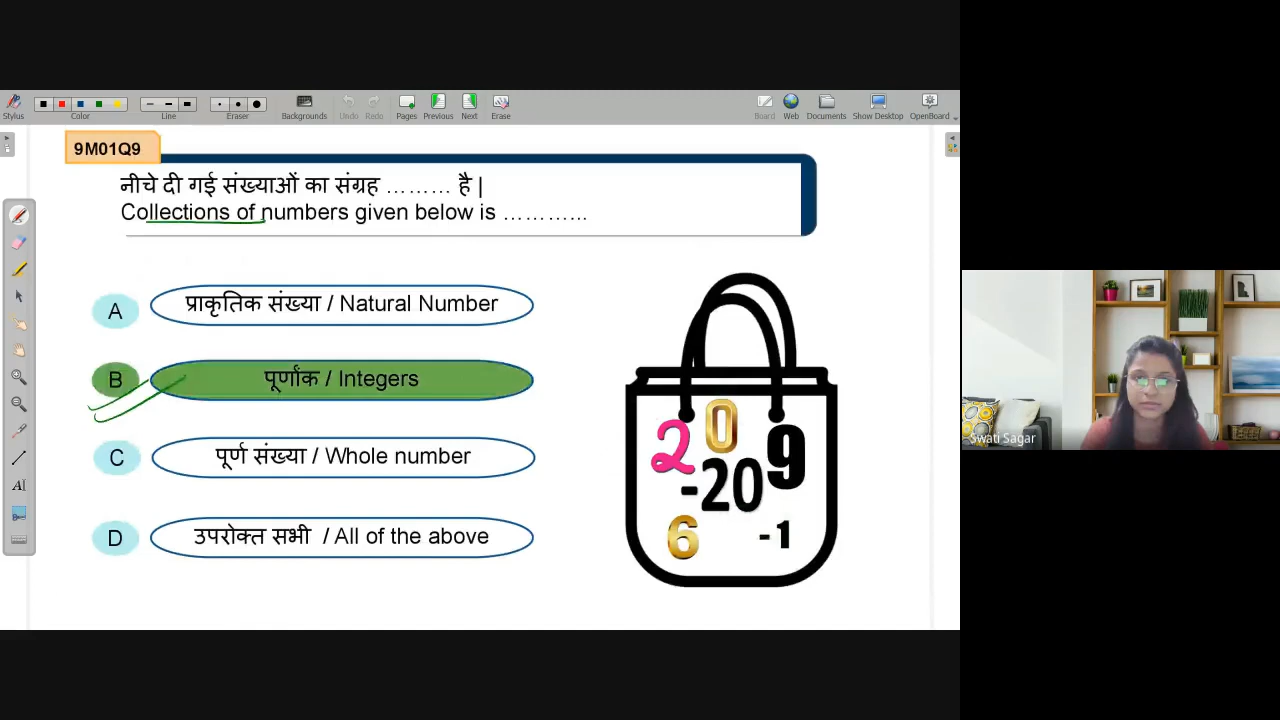 Stylus
Color
Line
Eraser
Backgrounds
Undo
Redo
Pages
Previous
Next
Erase
Board
Web
Documents
Show Desktop
OpenBoard
9M01Q9
नीचे दी गई संख्याओं का संग्रह ……… है |
Collections of numbers given below is ………...
A
प्राकृतिक संख्या / Natural Number
B
पूर्णांक / Integers
C
पूर्ण संख्या / Whole number
D
उपरोक्त सभी / All of the above
2 0 9
-20
6 -1
Swati Sagar